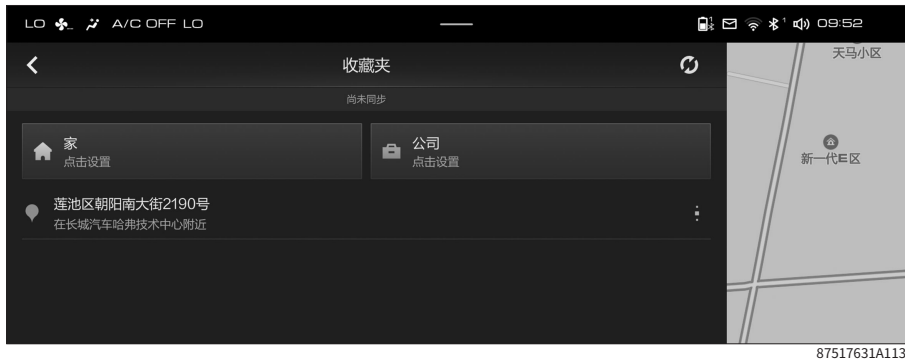 LO A/C OFF LO
1 1 09:52
收藏夹
尚未同步
家
点击设置
公司
点击设置
莲池区朝阳南大街2190号
在长城汽车哈弗技术中心附近
天马小区
新一代E区
87517631A113